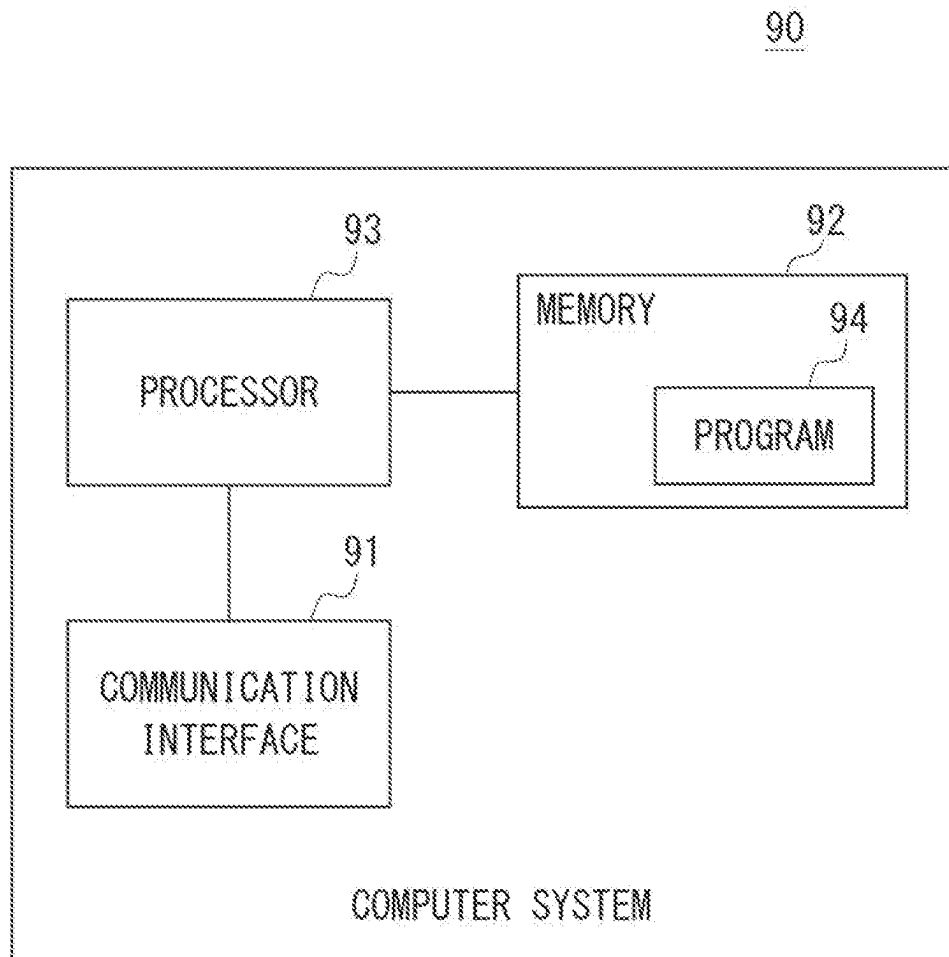 90
93
92
MEMORY
94
PROCESSOR
PROGRAM
91
COMMUNICATION
INTERFACE
COMPUTER SYSTEM